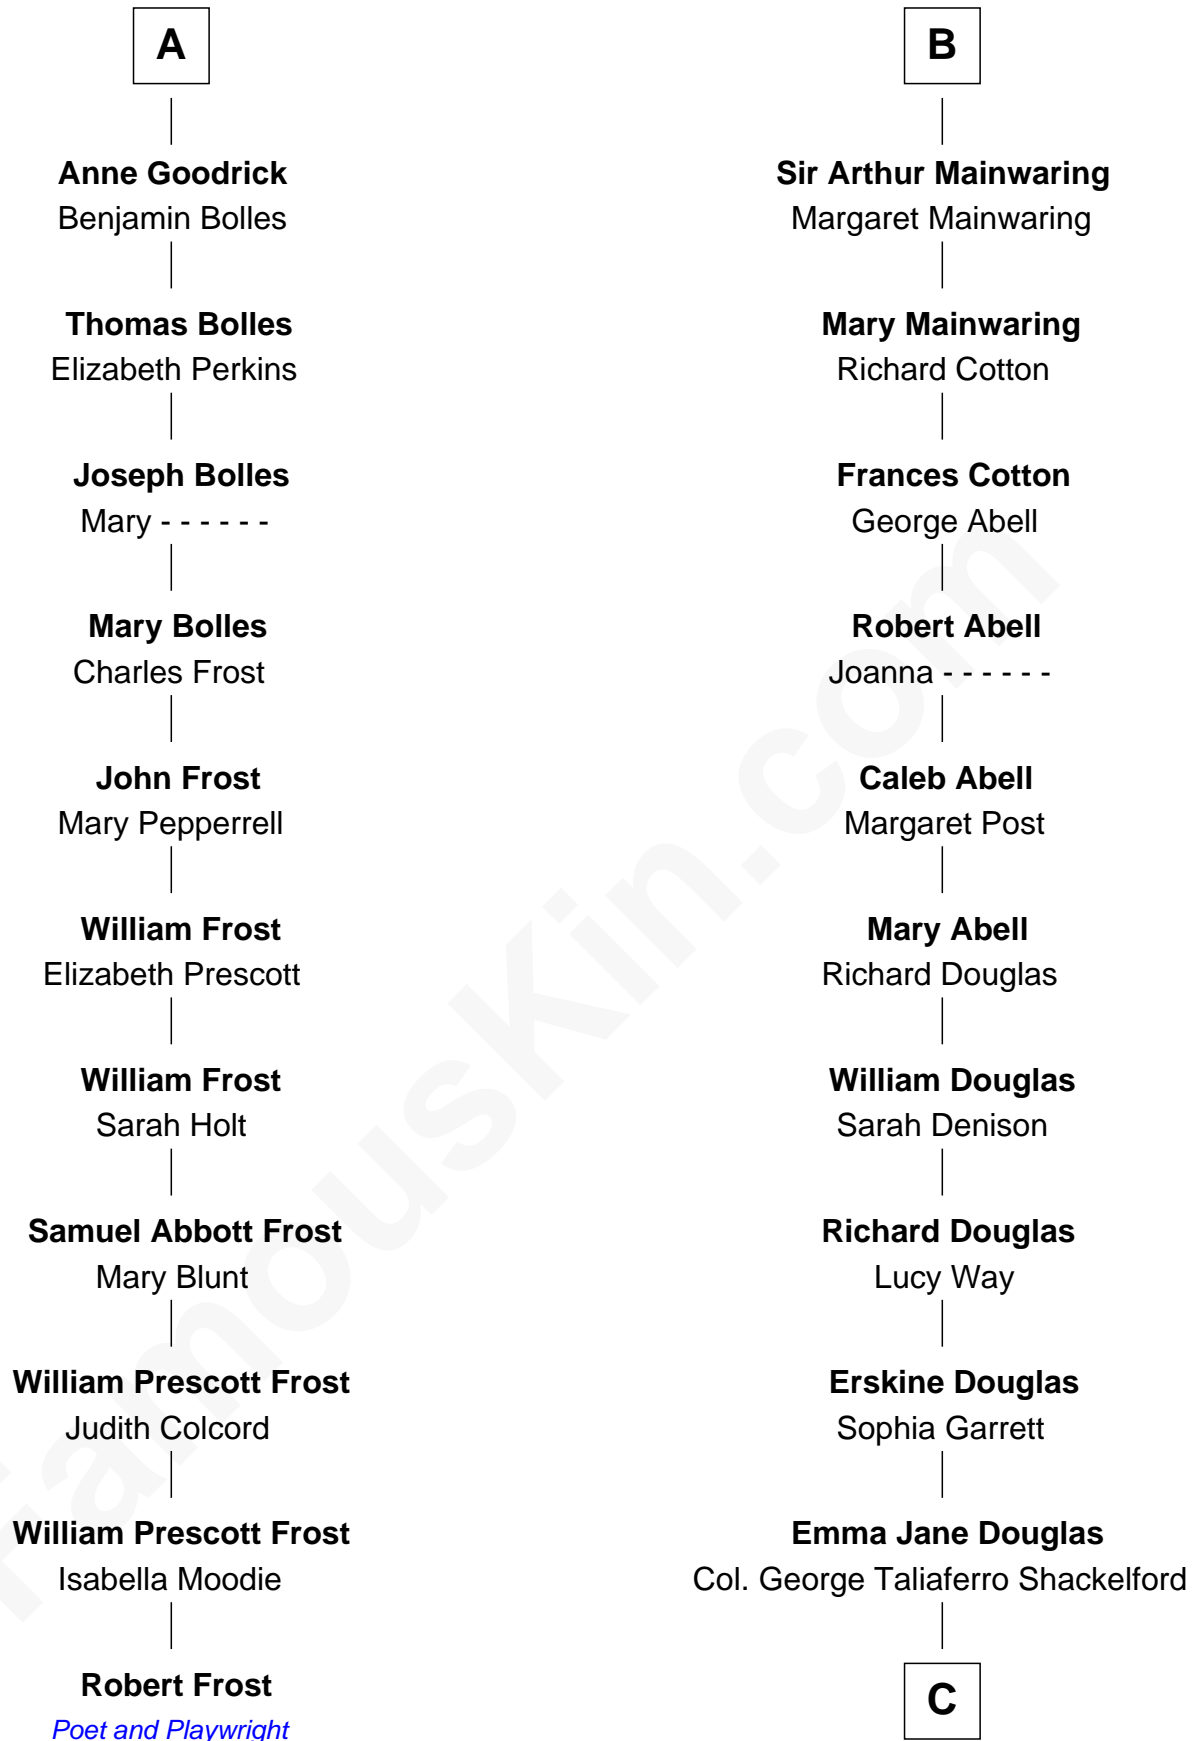 A
Anne Goodrick
Benjamin Bolles
Thomas Bolles
Elizabeth Perkins
Joseph Bolles
Mary - - - - - -
Mary Bolles
Charles Frost
John Frost
Mary Pepperrell
William Frost
Elizabeth Prescott
William Frost
Sarah Holt
Samuel Abbott Frost
Mary Blunt
William Prescott Frost
Judith Colcord
William Prescott Frost
Isabella Moodie
Robert Frost
Poet and Playwright
B
Sir Arthur Mainwaring
Margaret Mainwaring
Mary Mainwaring
Richard Cotton
Frances Cotton
George Abell
Robert Abell
Joanna - - - - - -
Caleb Abell
Margaret Post
Mary Abell
Richard Douglas
William Douglas
Sarah Denison
Richard Douglas
Lucy Way
Erskine Douglas
Sophia Garrett
Emma Jane Douglas
Col. George Taliaferro Shackelford
C
FamousKin.com